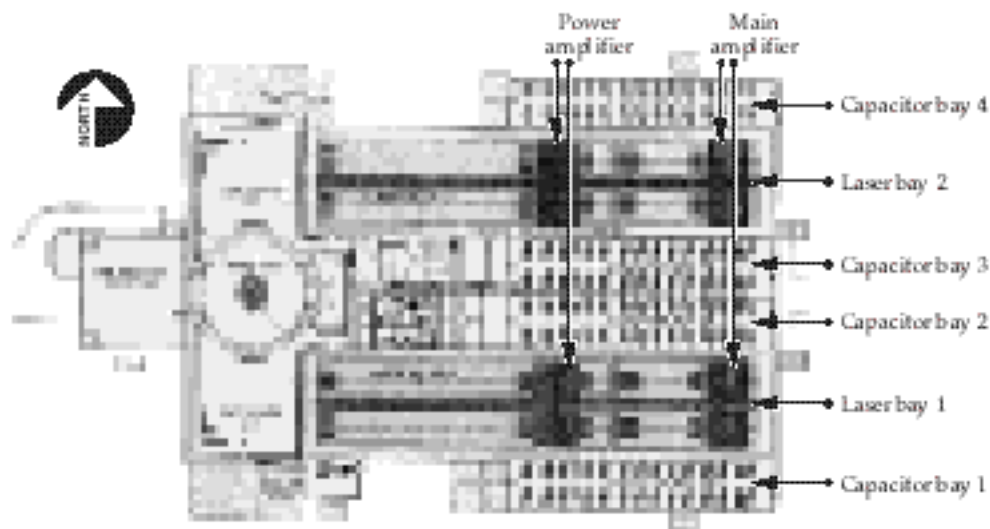 Power
amplifier
Main
amplifier
NORTH
Capacitor bay 4
Laser bay 2
Capacitor bay 3
Capacitor bay 2
Laser bay 1
Capacitor bay 1